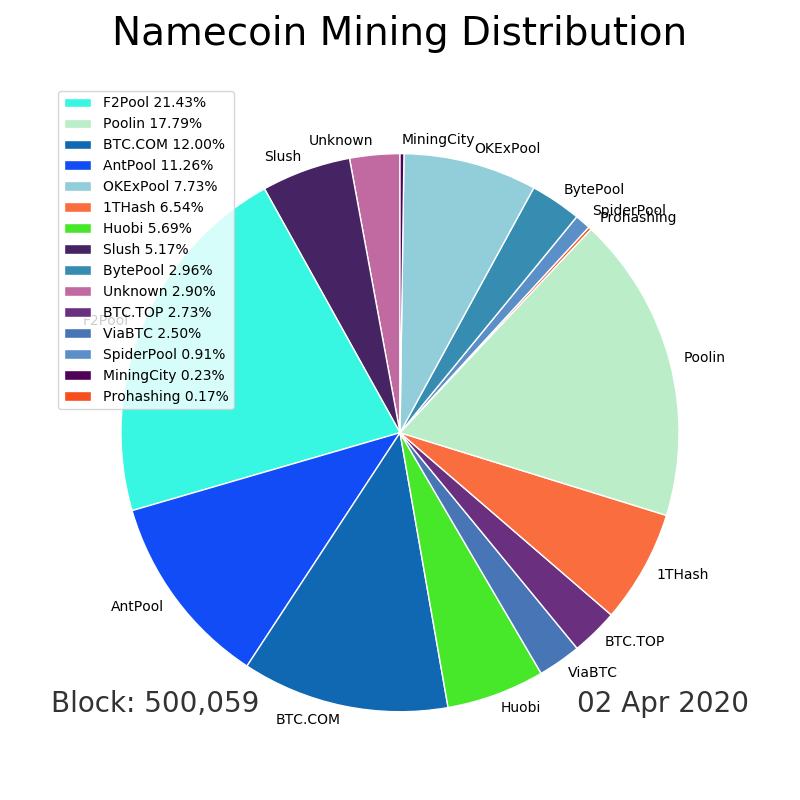 Namecoin Mining Distribution
F2Pool 21.43%
Poolin 17.79%
BTC.COM 12.00%
AntPool 11.26%
OKExPool 7.73%
1THash 6.54%
Huobi 5.69%
Slush 5.17%
BytePool 2.96%
Unknown 2.90%
BTC.TOP 2.73%
ViaBTC 2.50%
SpiderPool 0.91%
MiningCity 0.23%
Prohashing 0.17%
Unknown
MiningCity
OKExPool
Slush
BytePool
SpiderPool
Prohashing
F2Pool
Poolin
1THash
AntPool
BTC.TOP
ViaBTC
Huobi
BTC.COM
Block: 500,059
02 Apr 2020